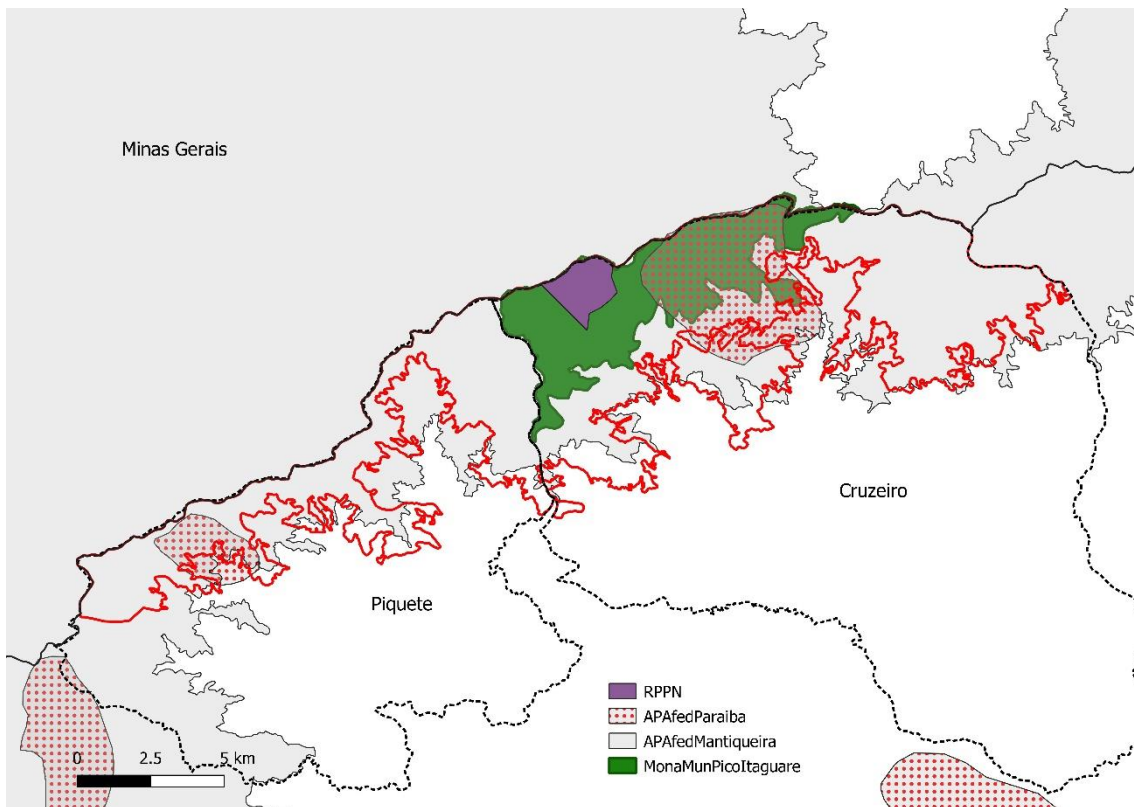 Minas Gerais
Cruzeiro
Piquete
RPPN
APAfedParaiba
APAfedMantiqueira
MonaMunPicoItaguare
0 2.5 5 km